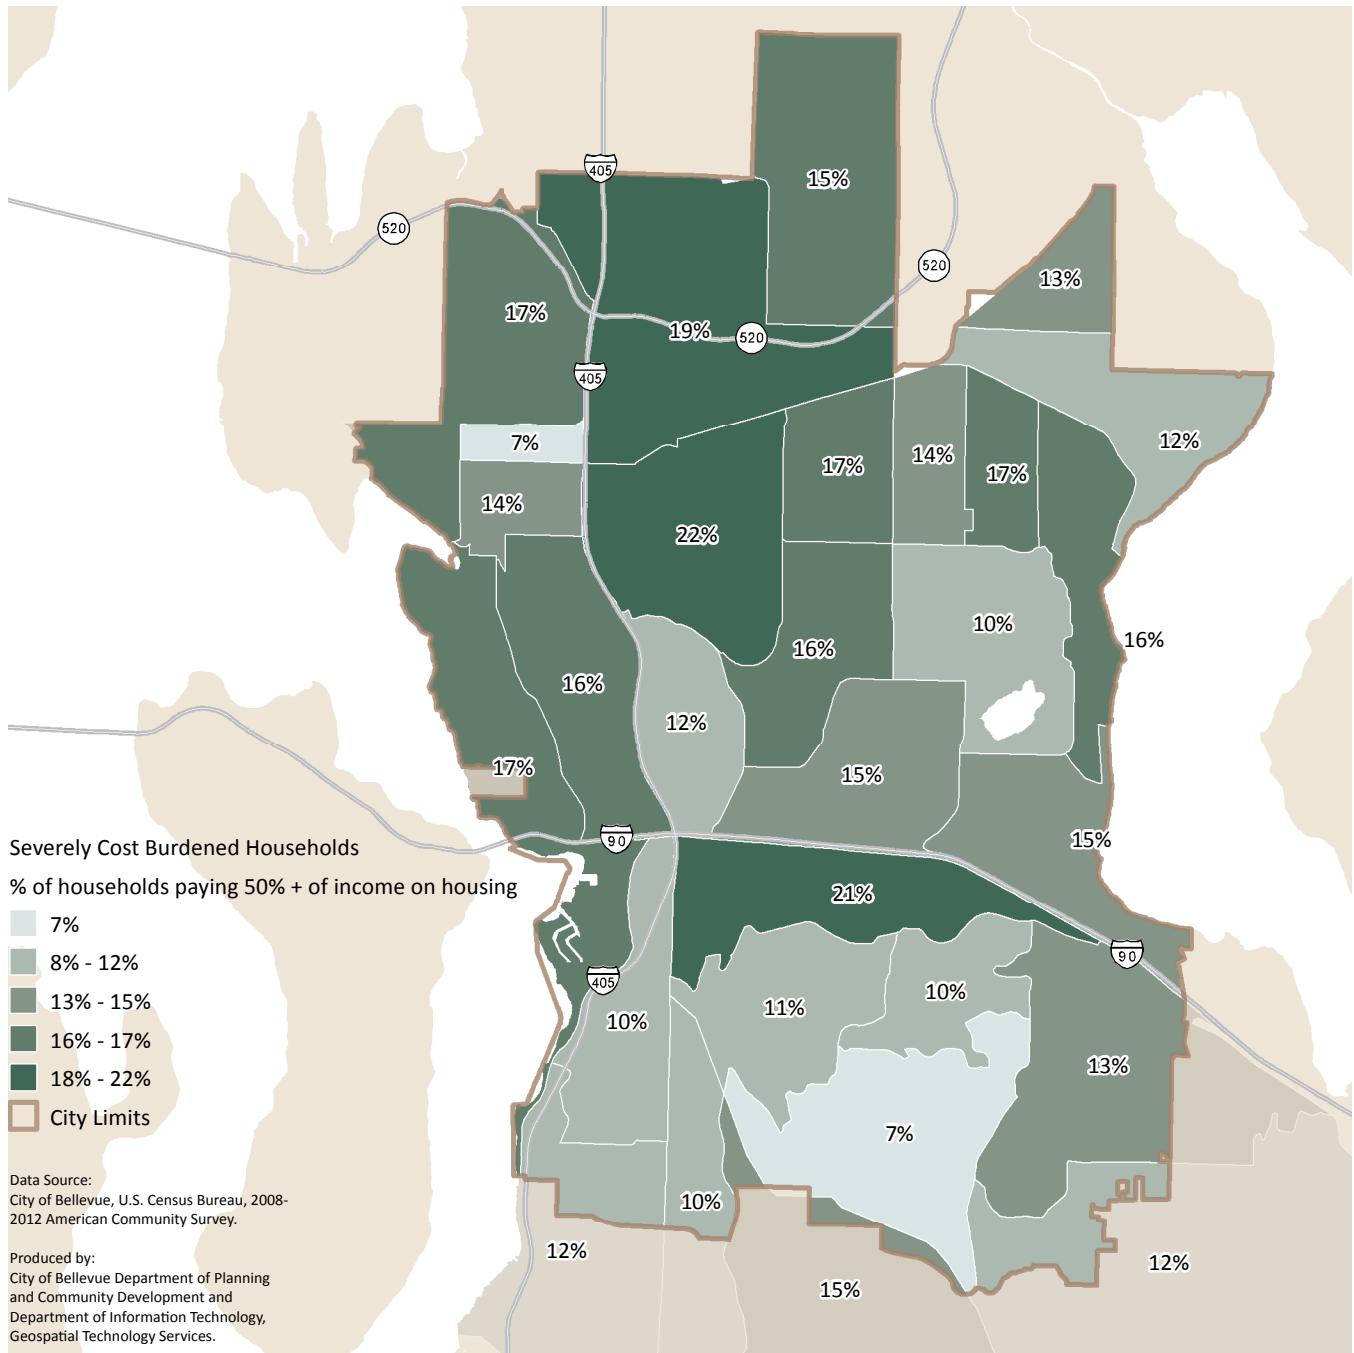 405
15%
520
520
13%
17%
19%
520
405
7%
12%
17%
14%
17%
14%
22%
10%
16%
16%
16%
12%
17%
15%
90
15%
Severely Cost Burdened Households
% of households paying 50% + of income on housing
7%
8% - 12%
13% - 15%
16% - 17%
18% - 22%
City Limits
21%
90
405
10%
11%
10%
13%
7%
10%
12%
15%
12%
Data Source:
City of Bellevue, U.S. Census Bureau, 2008-
2012 American Community Survey.
Produced by:
City of Bellevue Department of Planning
and Community Development and
Department of Information Technology,
Geospatial Technology Services.